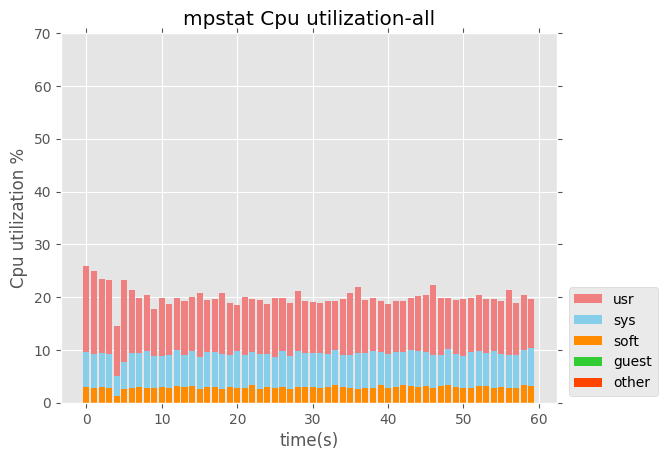 mpstat Cpu utilization-all
70
60
50
40
30
20
10
0
Cpu utilization %
0 10 20 30 40 50 60
time(s)
usr
sys
soft
guest
other